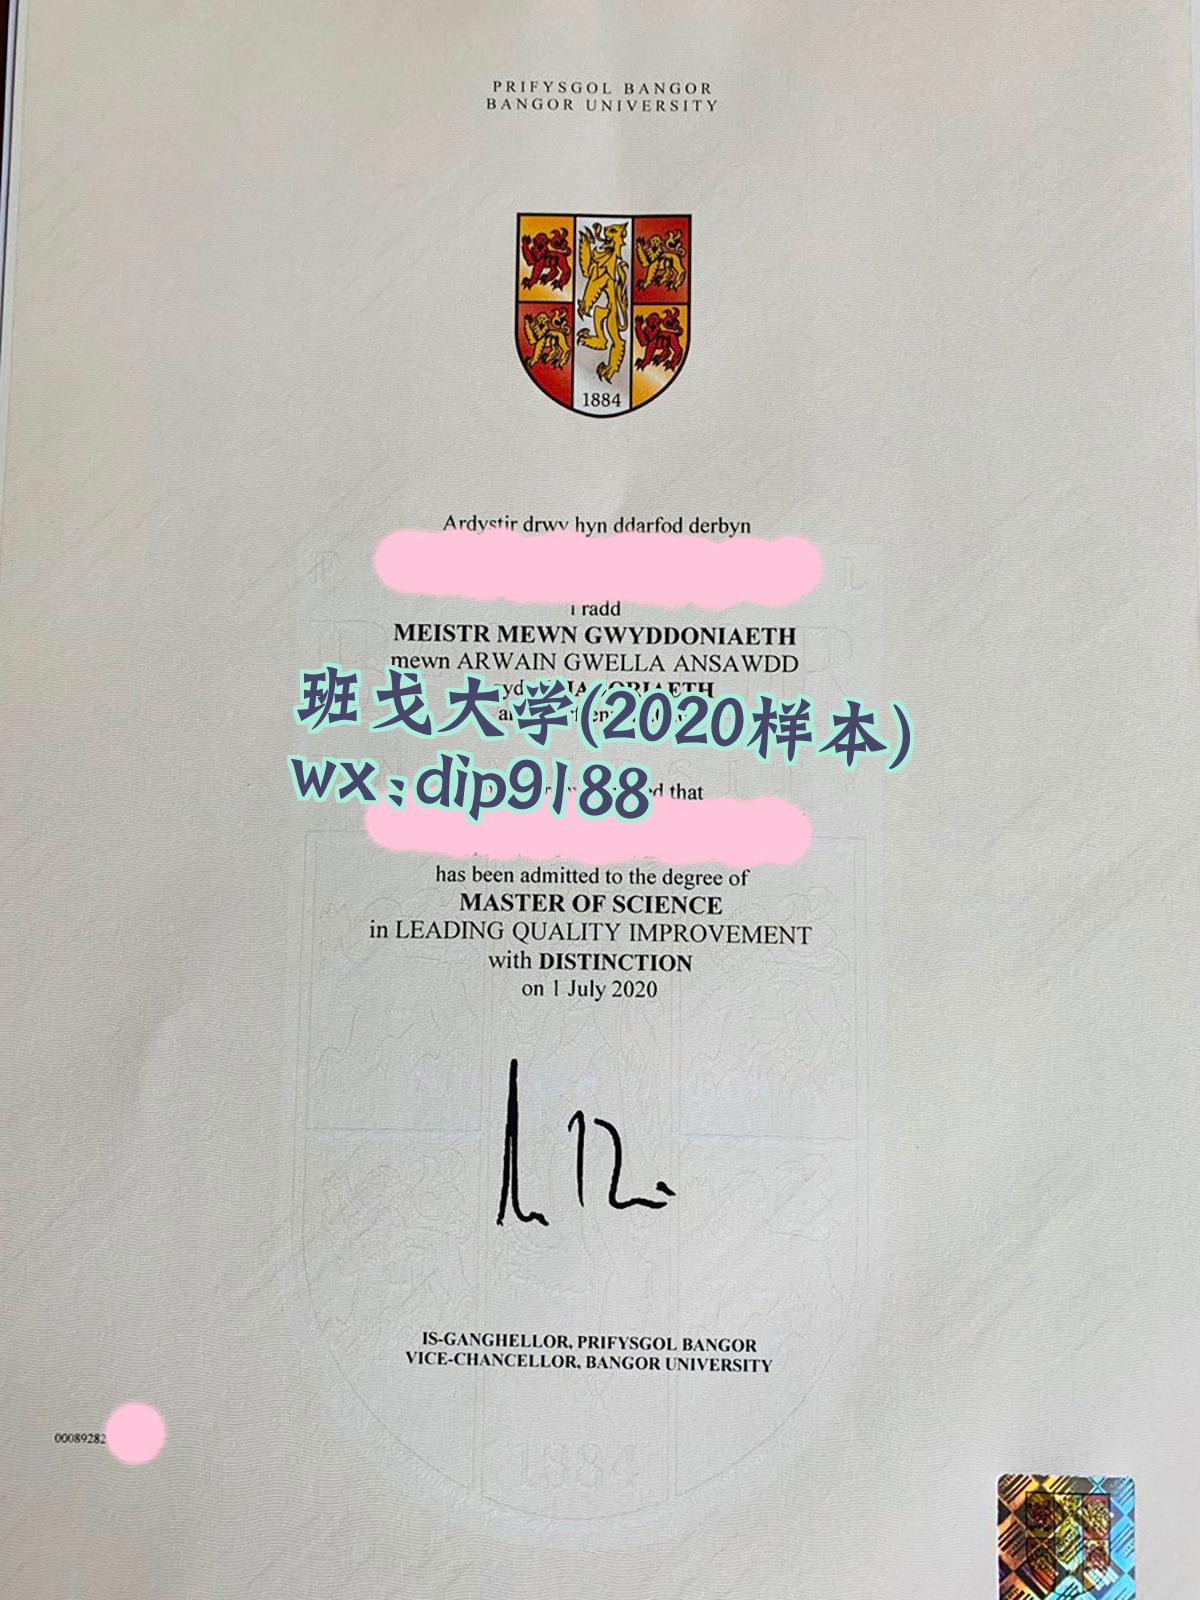 PRIFYSGOL BANGOR
BANGOR UNIVERSITY
1884
Ardystir drwy hyn ddarfod derbyn
i radd
MEISTR MEWN GWYDDONIAETH
mewn ARWAIN GWELLA ANSAWDD
班戈大学(2020样本)
wx:dip9188
that
has been admitted to the degree of
MASTER OF SCIENCE
in LEADING QUALITY IMPROVEMENT
with DISTINCTION
on 1 July 2020
IS-GANGHELLOR, PRIFYSGOL BANGOR
VICE-CHANCELLOR, BANGOR UNIVERSITY
00089282
1884